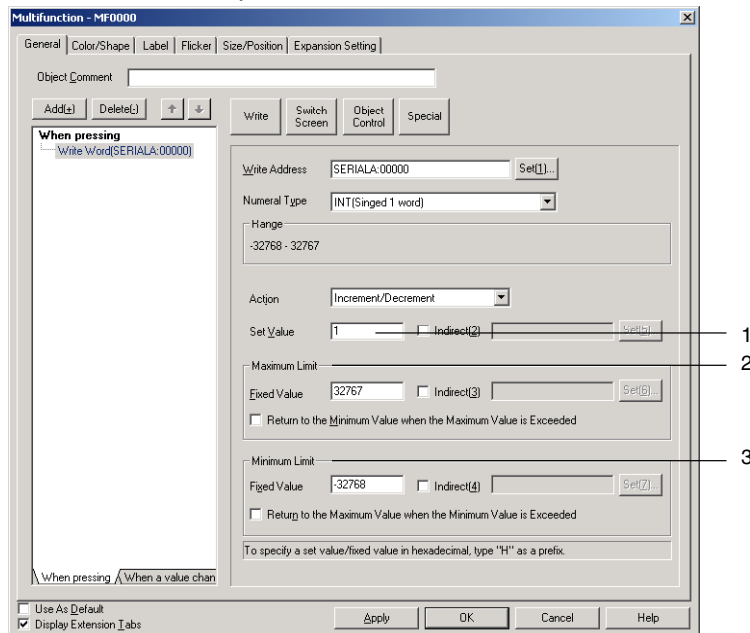 Multifunction - MF0000
General Color/Shape Label Flicker Size/Position Expansion Setting
Object Comment
Add(+) Delete(-)
Write Switch Screen Object Control Special
When pressing
Write Word(SERIALA:00000)
Write Address SERIALA:00000 Set(1)...
Numeral Type INT(Singed 1 word)
Range
-32768 - 32767
Action Increment/Decrement
Set Value 1 Indirect(2) Set(5)... 1
Maximum Limit 2
Fixed Value 32767 Indirect(3) Set(6)...
Return to the Minimum Value when the Maximum Value is Exceeded
Minimum Limit 3
Fixed Value -32768 Indirect(4) Set(7)...
Return to the Maximum Value when the Minimum Value is Exceeded
To specify a set value/fixed value in hexadecimal, type "H" as a prefix.
When pressing When a value chan
Use As Default
Display Extension Tabs
Apply OK Cancel Help